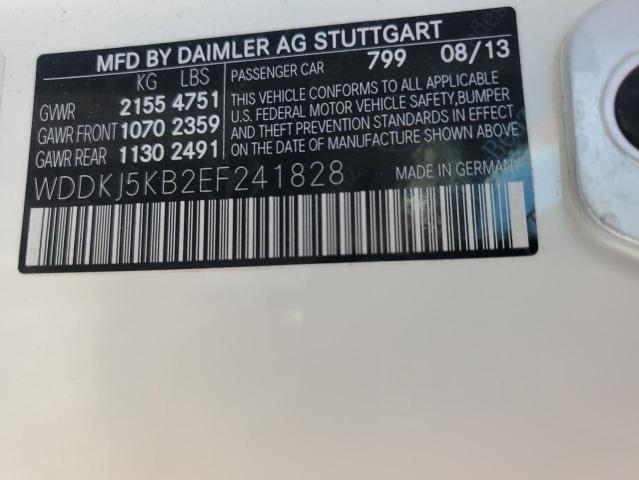 MFD BY DAIMLER AG STUTTGART
KG LBS
GVWR 2155 4751
GAWR FRONT 1070 2359
GAWR REAR 1130 2491
PASSENGER CAR 799 08/13
THIS VEHICLE CONFORMS TO ALL APPLICABLE
U.S. FEDERAL MOTOR VEHICLE SAFETY,BUMPER
AND THEFT PREVENTION STANDARDS IN EFFECT
ON THE DATE OF MANUFACTURE SHOWN ABOVE
WDDKJ5KB2EF241828 MADE IN GERMANY